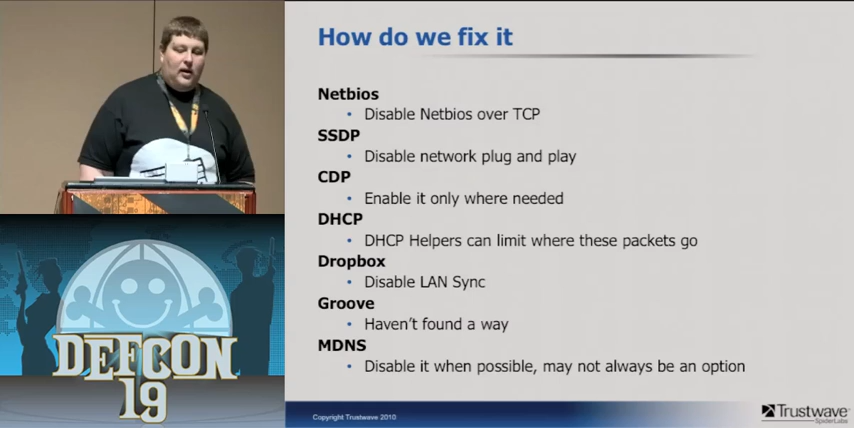 How do we fix it
Netbios
• Disable Netbios over TCP
SSDP
• Disable network plug and play
CDP
• Enable it only where needed
DHCP
• DHCP Helpers can limit where these packets go
Dropbox
• Disable LAN Sync
Groove
• Haven't found a way
MDNS
• Disable it when possible, may not always be an option
DEFCON
19
Copyright Trustwave 2010
Trustwave®
SpiderLabs